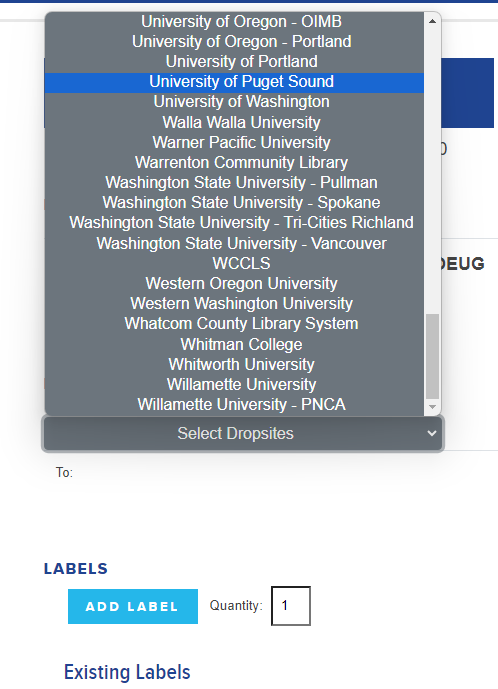 University of Oregon - OIMB
University of Oregon - Portland
University of Portland
University of Puget Sound
University of Washington
Walla Walla University
Warner Pacific University
Warrenton Community Library
Washington State University - Pullman
Washington State University - Spokane
Washington State University - Tri-Cities Richland
Washington State University - Vancouver
WCCLS
Western Oregon University
Western Washington University
Whatcom County Library System
Whitman College
Whitworth University
Willamette University
Willamette University - PNCA
Select Dropsites
To:
LABELS
ADD LABEL Quantity: 1
Existing Labels